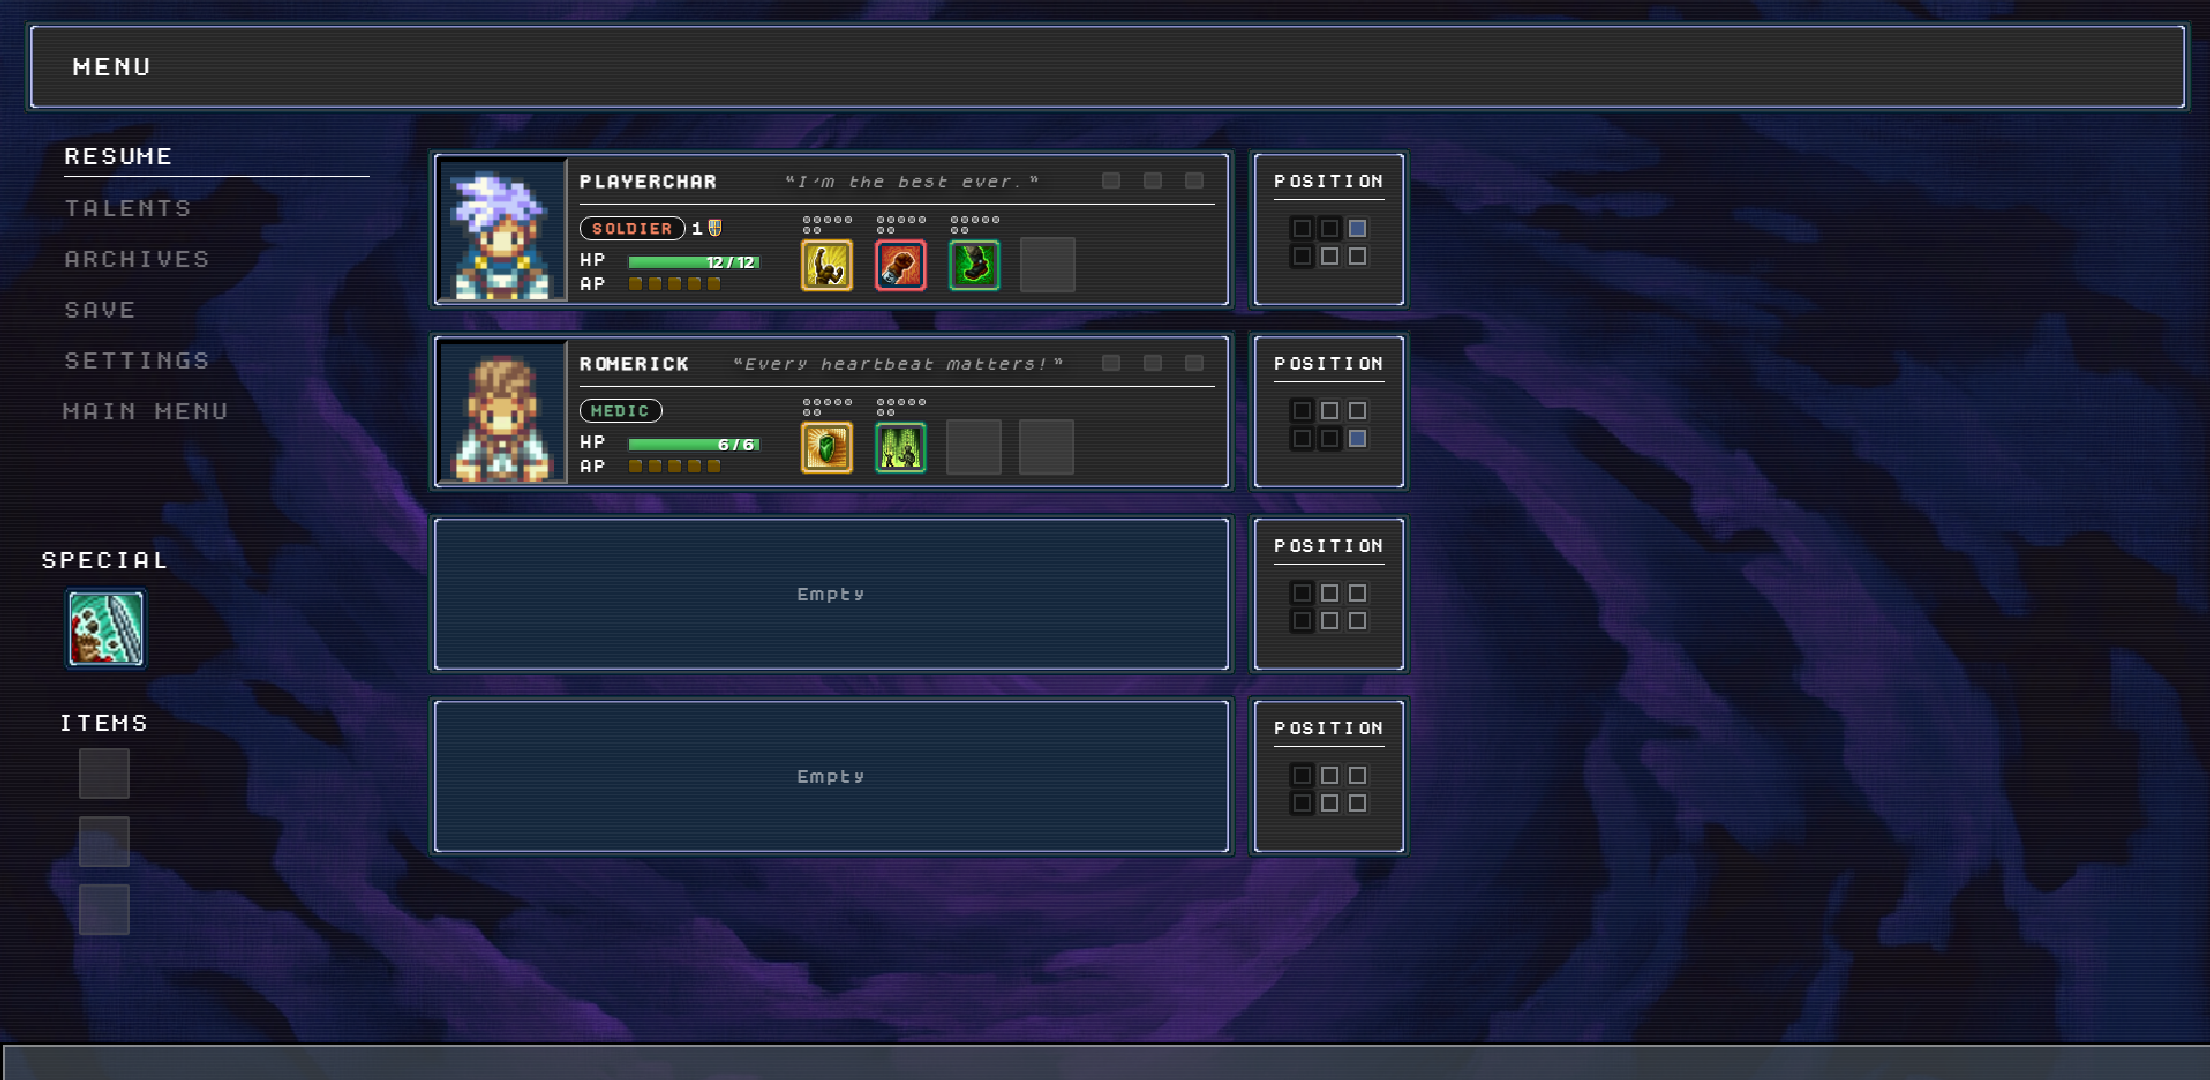 MENU
RESUME
TALENTS
ARCHIVES
SAVE
SETTINGS
MAIN MENU
SPECIAL
ITEMS
PLAYERCHAR "I'm the best ever."
SOLDIER 1
HP 12/12
AP
POSITION
ROMERICK "Every heartbeat matters!"
MEDIC
HP 6/6
AP
POSITION
Empty
POSITION
Empty
POSITION